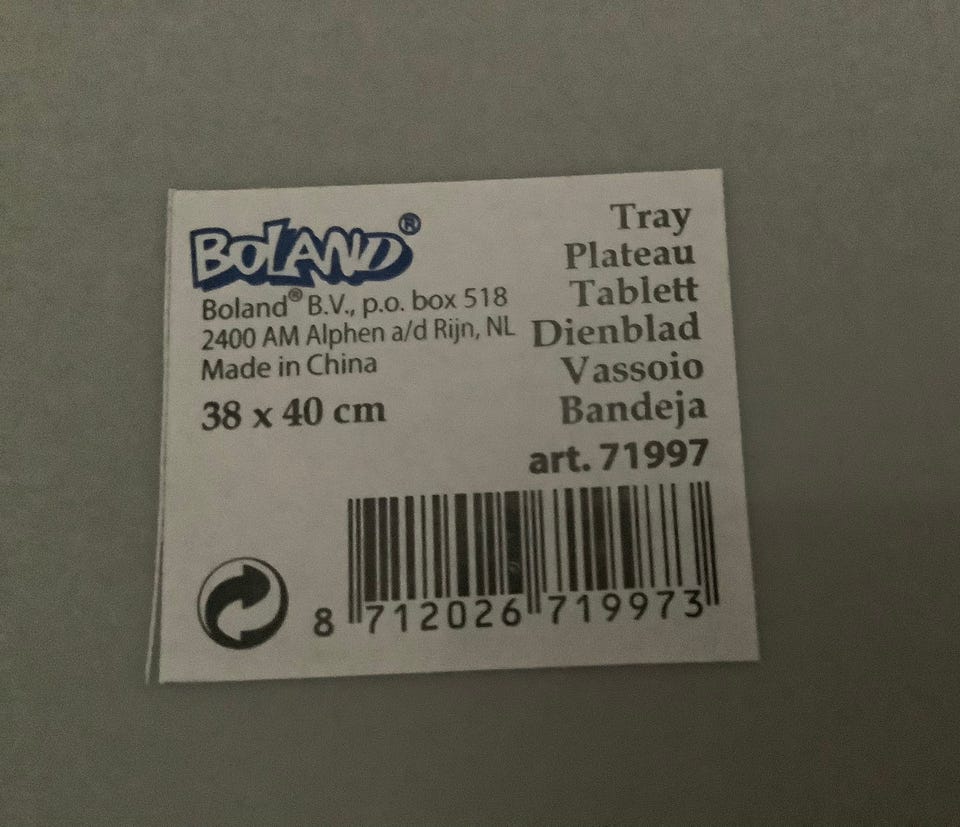 BOLAND®
Boland® B.V., p.o. box 518
2400 AM Alphen a/d Rijn, NL
Made in China
38 x 40 cm
Tray
Plateau
Tablett
Dienblad
Vassoio
Bandeja
art. 71997
8 712026 719973